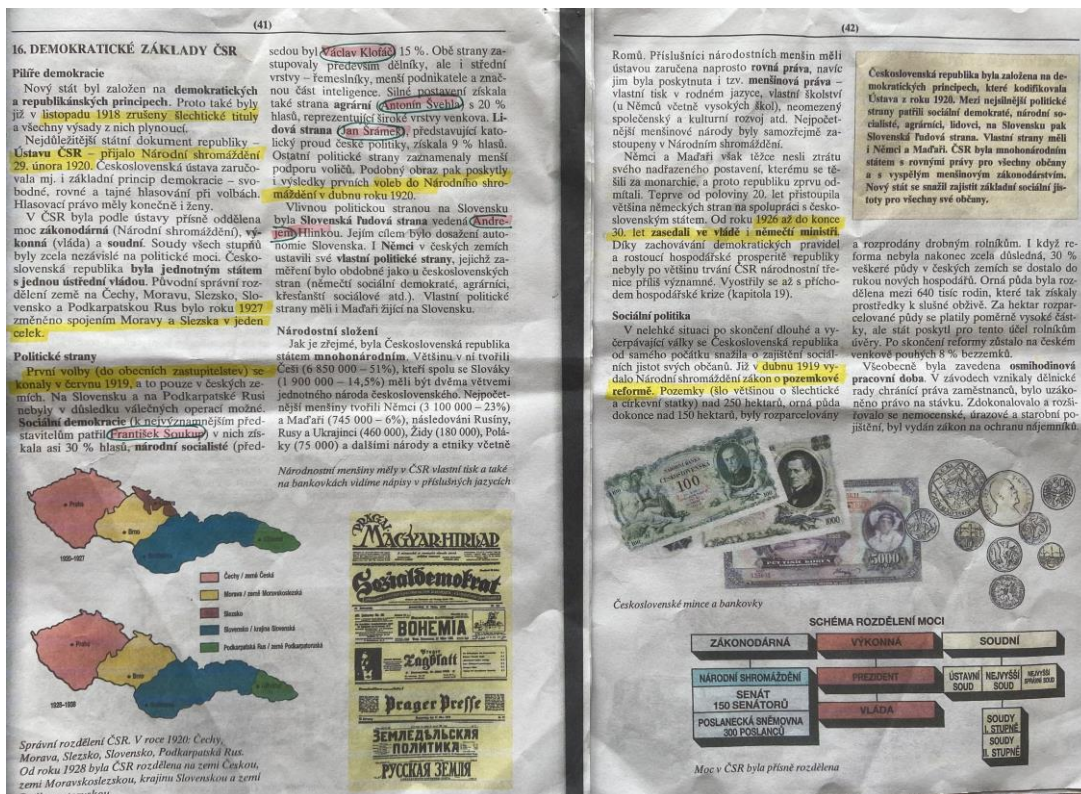 (41)
16. DEMOKRATICKÉ ZÁKLADY ČSR
Pilíře demokracie
Nový stát byl založen na demokratických
a republikánských principech. Proto také byly
již v listopadu 1918 zrušeny šlechtické tituly
a všechny výsady z nich plynoucí.
Nejdůležitější státní dokument republiky –
Ústavu ČSR – přijalo Národní shromáždění
29. února 1920. Československá ústava zaručo-
vala mj. i základní princip demokracie – svo-
bodné, rovné a tajné hlasování při volbách.
Hlasovací právo měly konečně i ženy.
V ČSR byla podle ústavy přísně oddělena
moc zákonodárná (Národní shromáždění), vý-
konná (vláda) a soudní. Soudy všech stupňů
byly zcela nezávislé na politické moci. Česko-
slovenská republika byla jednotným státem
s jednou ústřední vládou. Původní správní roz-
dělení země na Čechy, Moravu, Slezsko, Slo-
vensko a Podkarpatskou Rus bylo roku 1927
změněno spojením Moravy a Slezska v jeden
celek.
Politické strany
První volby (do obecních zastupitelstev) se
konaly v červnu 1919, a to pouze v českých ze-
mích. Na Slovensku a na Podkarpatské Rusi
nebyly v důsledku válečných operací možné.
Sociální demokracie (k nejvýznamnějším před-
stavitelům patřil František Soukup) v nich zís-
kala asi 30 % hlasů, národní socialisté (před-
sedou byl Václav Klofáč) 15 %. Obě strany za-
stupovaly především dělníky, ale i střední
vrstvy – řemeslníky, menší podnikatele a znač-
nou část inteligence. Silné postavení získala
také strana agrární (Antonín Švehla) s 20 %
hlasů, reprezentující široké vrstvy venkova. Li-
dová strana (Jan Šrámek), představující kato-
lický proud české politiky, získala 9 % hlasů.
Ostatní politické strany zaznamenaly menší
podporu voličů. Podobný obraz pak poskytly
i výsledky prvních voleb do Národního shro-
máždění v dubnu roku 1920.
Vlivnou politickou stranou na Slovensku
byla Slovenská ľudová strana vedená Andre-
jem Hlinkou. Jejím cílem bylo dosažení auto-
nomie Slovenska. I Němci v českých zemích
ustavili své vlastní politické strany, jejichž za-
měření bylo obdobné jako u československých
stran (němečtí sociální demokraté, agrárníci,
křesťanští sociálové atd.). Vlastní politické
strany měli i Maďaři žijící na Slovensku.
Národostní složení
Jak je zřejmé, byla Československá republika
státem mnohonárodním. Většinu v ní tvořili
Češi (6 850 000 – 51%), kteří spolu se Slováky
(1 900 000 – 14,5%) měli být dvěma větvemi
jednotného národa československého. Nejpočet-
nější menšiny tvořili Němci (3 100 000 – 23%)
a Maďaři (745 000 – 6%), následováni Rusíny,
Rusy a Ukrajinci (460 000), Židy (180 000), Polá-
ky (75 000) a dalšími národy a etniky včetně
Národnostní menšiny měly v ČSR vlastní tisk a také
na bankovkách vidíme nápisy v příslušných jazycích
Praha
Brno
1920–1927
Čechy / země Česká
Morava / země Moravskoslezská
Slezsko
Slovensko / krajina Slovenská
Podkarpatská Rus / země Podkarpatoruská
Praha
Brno
1928–1938
PRÁGAI
MAGYAR HIRLAP
Sozialdemokrat
BOHEMIA
Prager
Tagblatt
Prager Presse
ЗЕМЛЕДѢЛЬСКАЯ
ПОЛИТИКА
РУССКАЯ ЗЕМЛЯ
Správní rozdělení ČSR. V roce 1920: Čechy,
Morava, Slezsko, Slovensko, Podkarpatská Rus.
Od roku 1928 byla ČSR rozdělena na zemi Českou,
zemi Moravskoslezskou, krajinu Slovenskou a zemi
(42)
Romů. Příslušníci národostních menšin měli
ústavou zaručena naprosto rovná práva, navíc
jim byla poskytnuta i tzv. menšinová práva –
vlastní tisk v rodném jazyce, vlastní školství
(u Němců včetně vysokých škol), neomezený
společenský a kulturní rozvoj atd. Nejpočet-
nější menšinové národy byly samozřejmě za-
stoupeny v Národním shromáždění.
Němci a Maďaři však těžce nesli ztrátu
svého nadřazeného postavení, kterému se tě-
šili za monarchie, a proto republiku zprvu od-
mítali. Teprve od poloviny 20. let přistoupila
většina německých stran na spolupráci s česko-
slovenským státem. Od roku 1926 až do konce
30. let zasedali ve vládě i němečtí ministři.
Díky zachovávání demokratických pravidel
a rostoucí hospodářské prosperitě republiky
nebyly po většinu trvání ČSR národnostní tře-
nice příliš významné. Vyostřily se až s přícho-
dem hospodářské krize (kapitola 19).
Sociální politika
V nelehké situaci po skončení dlouhé a vy-
čerpávající války se Československá republika
od samého počátku snažila o zajištění sociál-
ních jistot svých občanů. Již v dubnu 1919 vy-
dalo Národní shromáždění zákon o pozemkové
reformě. Pozemky (šlo většinou o šlechtické
a církevní statky) nad 250 hektarů, orná půda
dokonce nad 150 hektarů, byly rozparcelovány
Československá republika byla založena na de-
mokratických principech, které kodifikovala
Ústava z roku 1920. Mezi nejsilnější politické
strany patřili sociální demokraté, národní so-
cialisté, agrárníci, lidovci, na Slovensku pak
Slovenská ľudová strana. Vlastní strany měli
i Němci a Maďaři. ČSR byla mnohonárodním
státem s rovnými právy pro všechny občany
a s vyspělým menšinovým zákonodárstvím.
Nový stát se snažil zajistit základní sociální jis-
toty pro všechny své občany.
a rozprodány drobným rolníkům. I když re-
forma nebyla nakonec zcela důsledná, 30 %
veškeré půdy v českých zemích se dostalo do
rukou nových hospodářů. Orná půda byla roz-
dělena mezi 640 tisíc rodin, které tak získaly
prostředky k slušné obživě. Za hektar rozpar-
celované půdy se platily poměrně vysoké část-
ky, ale stát poskytl pro tento účel rolníkům
úvěry. Po skončení reformy zůstalo na českém
venkově pouhých 8 % bezzemků.
Všeobecně byla zavedena osmihodinová
pracovní doba. V závodech vznikaly dělnické
rady chránící práva zaměstnanců, bylo uzáko-
něno právo na stávku. Zdokonalovalo a rozši-
řovalo se nemocenské, úrazové a starobní po-
jištění, byl vydán zákon na ochranu nájemníků.
100
1000
5000
Československé mince a bankovky
SCHÉMA ROZDĚLENÍ MOCI
ZÁKONODÁRNÁ
VÝKONNÁ
SOUDNÍ
NÁRODNÍ SHROMÁŽDĚNÍ
SENÁT
150 SENÁTORŮ
POSLANECKÁ SNĚMOVNA
300 POSLANCŮ
PREZIDENT
VLÁDA
ÚSTAVNÍ
SOUD
NEJVYŠŠÍ
SOUD
NEJVYŠŠÍ
SPRÁVNÍ SOUD
SOUDY
I. STUPNĚ
SOUDY
II. STUPNĚ
Moc v ČSR byla přísně rozdělena